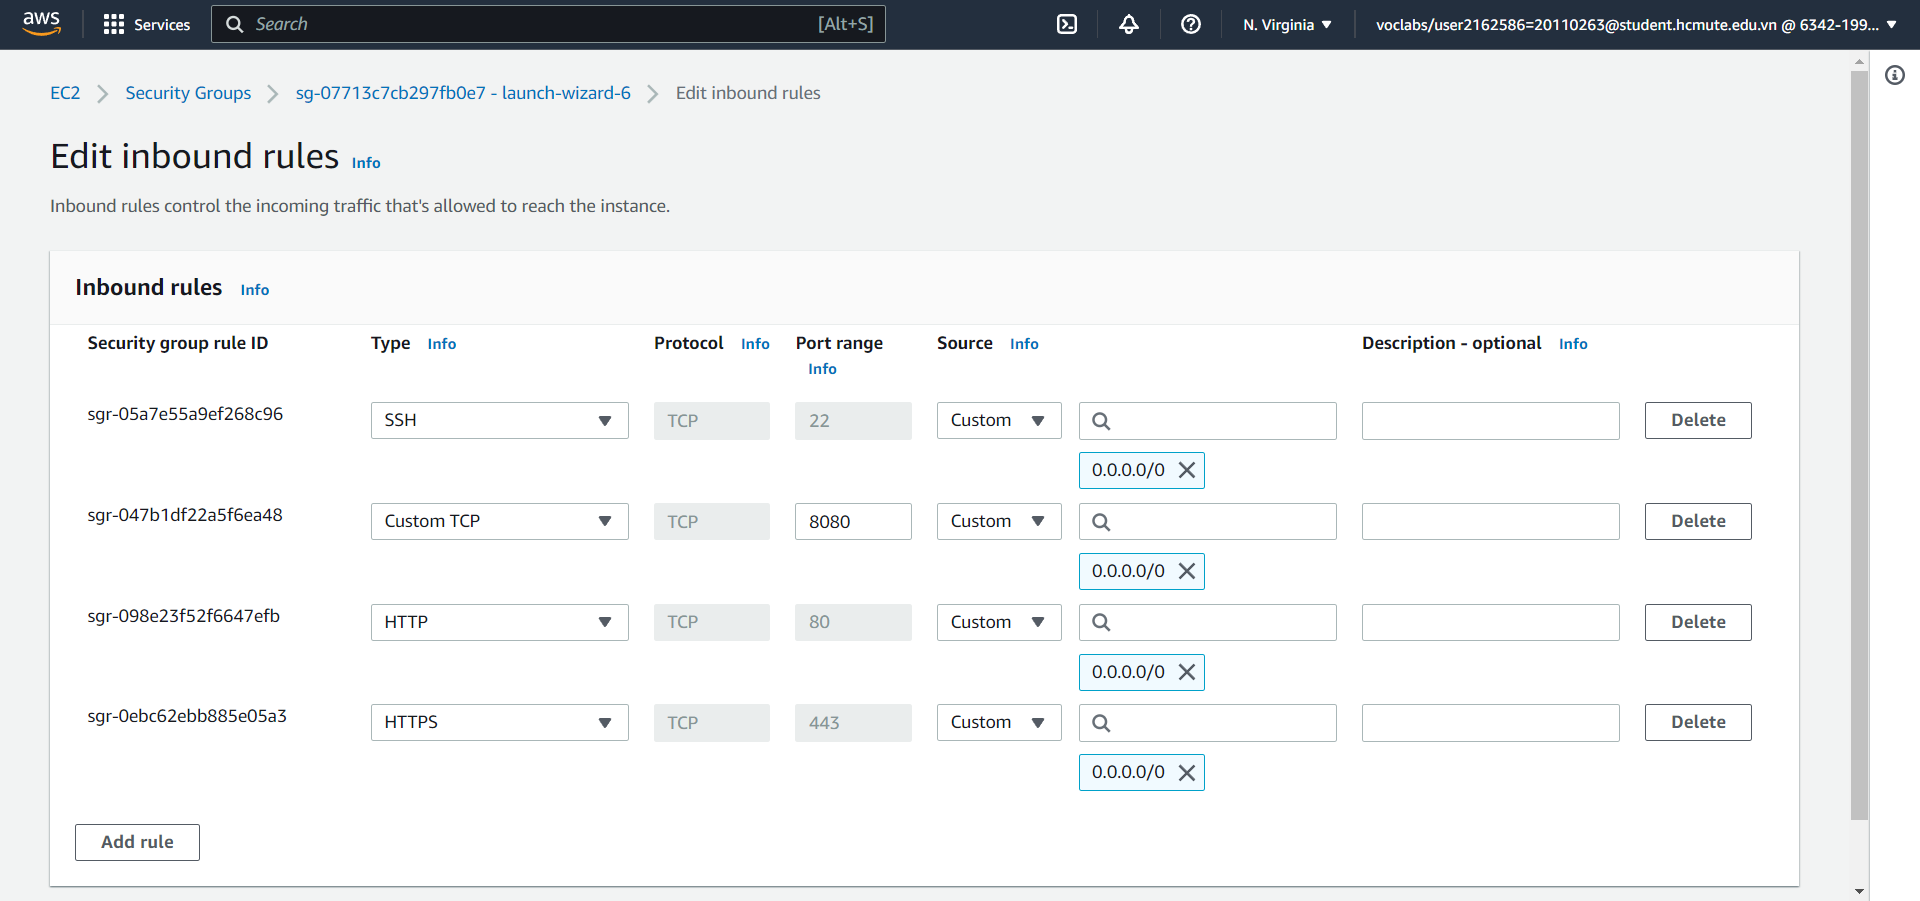 aws Services Search [Alt+S] N. Virginia voclabs/user2162586=20110263@student.hcmute.edu.vn @ 6342-199...
EC2 Security Groups sg-07713c7cb297fb0e7 - launch-wizard-6 Edit inbound rules
Edit inbound rules Info
Inbound rules control the incoming traffic that's allowed to reach the instance.
Inbound rules Info
Security group rule ID Type Info Protocol Info Port range Source Info Description - optional Info
Info
sgr-05a7e55a9ef268c96 SSH TCP 22 Custom Delete
0.0.0.0/0
sgr-047b1df22a5f6ea48 Custom TCP TCP 8080 Custom Delete
0.0.0.0/0
sgr-098e23f52f6647efb HTTP TCP 80 Custom Delete
0.0.0.0/0
sgr-0ebc62ebb885e05a3 HTTPS TCP 443 Custom Delete
0.0.0.0/0
Add rule